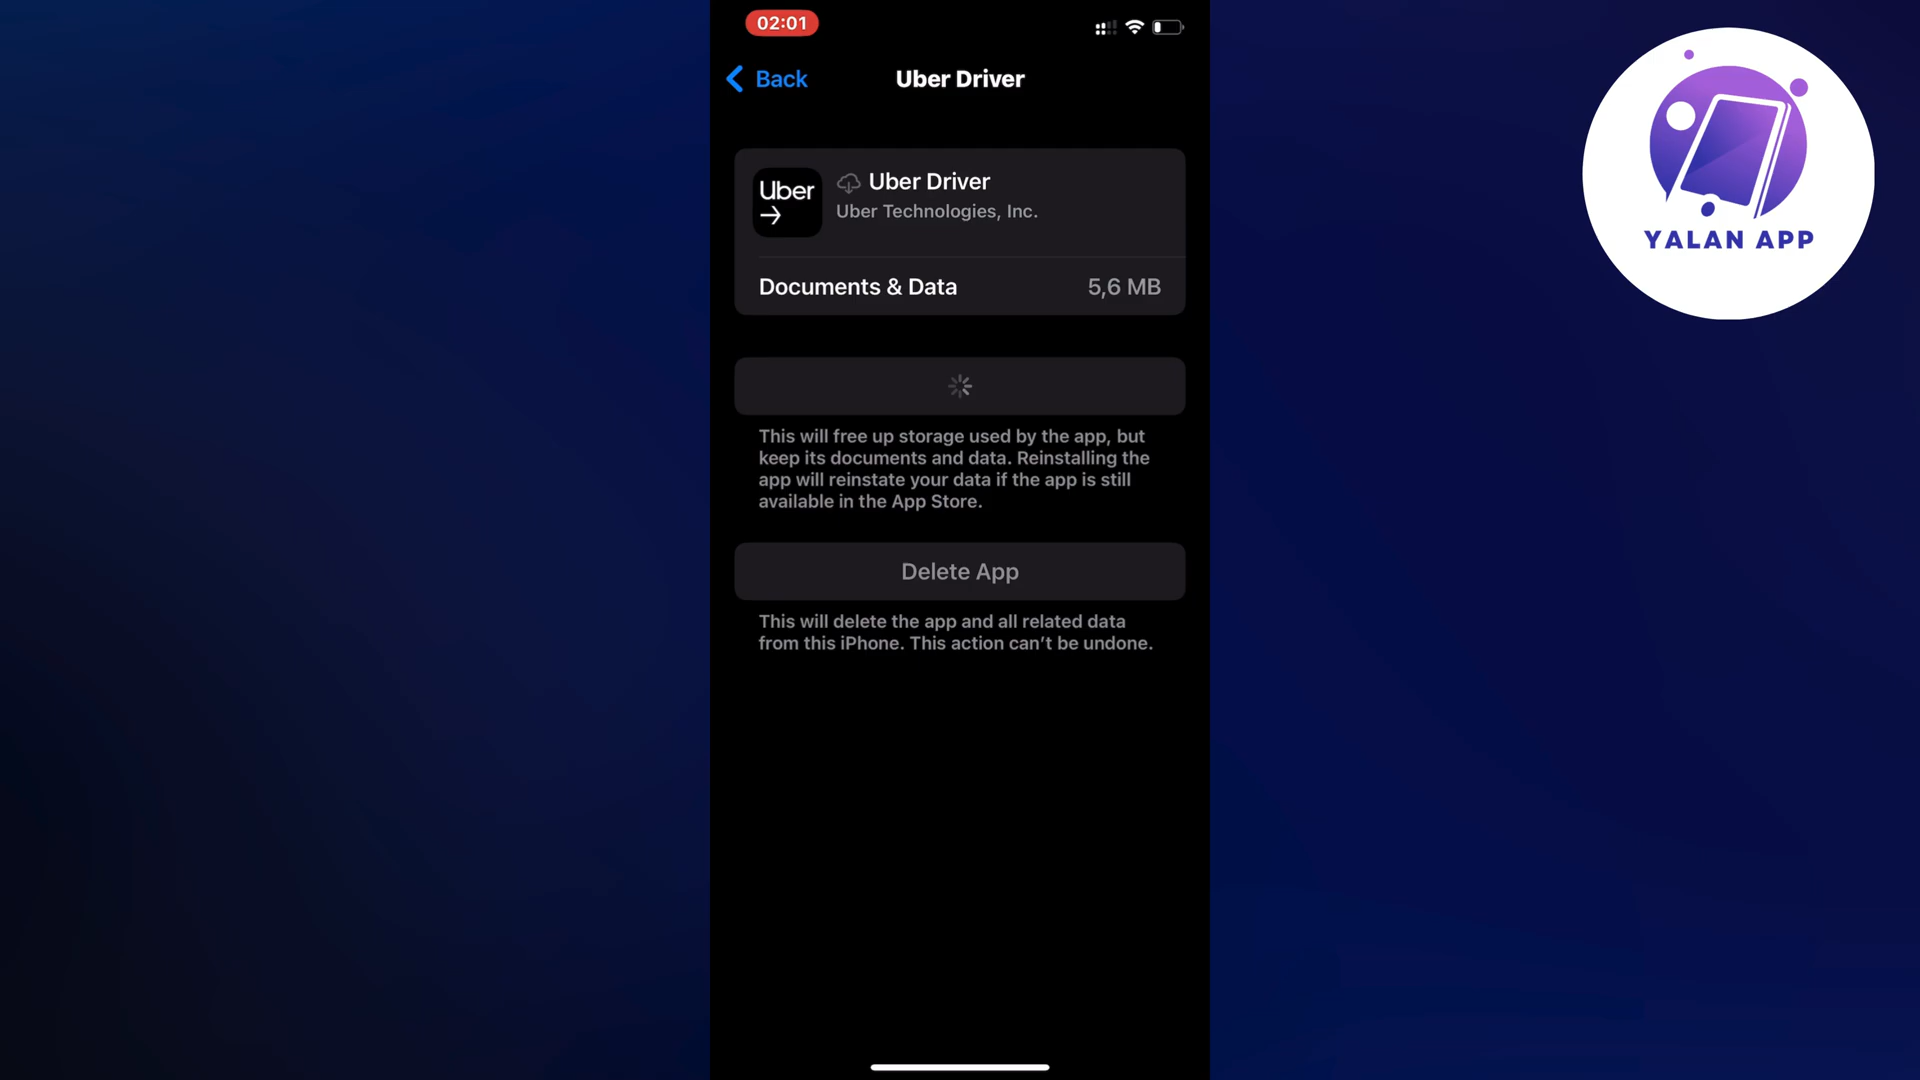 02:01
Back
Uber Driver
Uber
Uber Driver
Uber Technologies, Inc.
Documents & Data
5,6 MB
This will free up storage used by the app, but
keep its documents and data. Reinstalling the
app will reinstate your data if the app is still
available in the App Store.
Delete App
This will delete the app and all related data
from this iPhone. This action can’t be undone.
YALAN APP